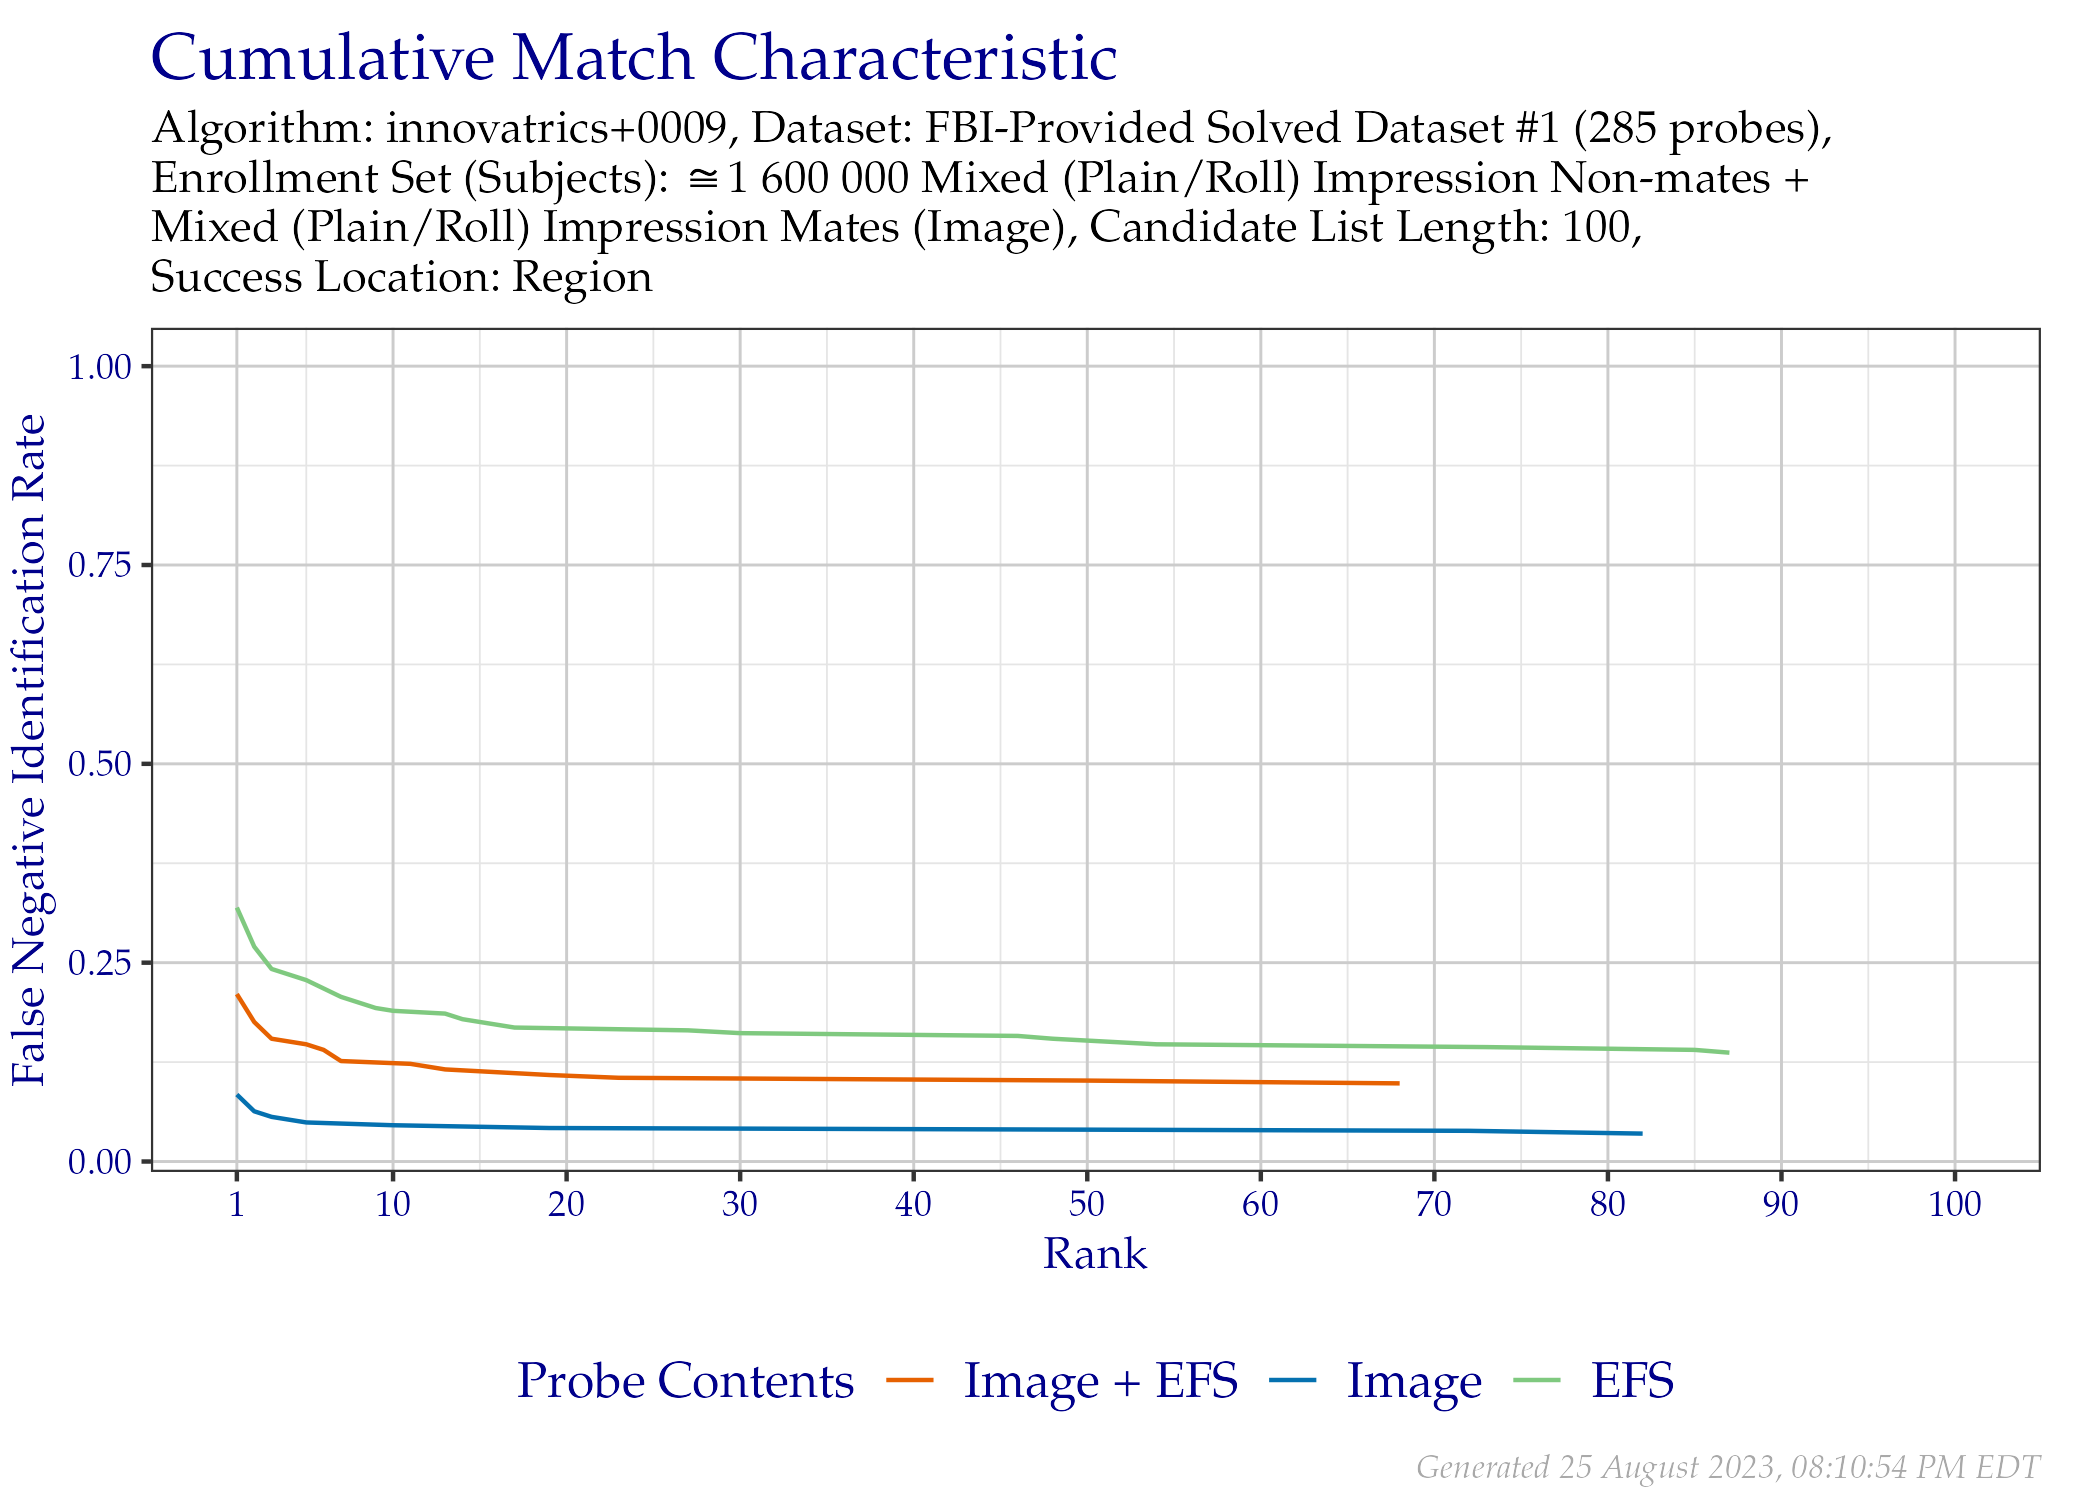 Cumulative Match Characteristic
Algorithm: innovatrics+0009, Dataset: FBI-Provided Solved Dataset #1 (285 probes),
Enrollment Set (Subjects): ≅ 1 600 000 Mixed (Plain/Roll) Impression Non-mates +
Mixed (Plain/Roll) Impression Mates (Image), Candidate List Length: 100,
Success Location: Region
False Negative Identification Rate
1.00
0.75
0.50
0.25
0.00
1 10 20 30 40 50 60 70 80 90 100
Rank
Probe Contents Image + EFS Image EFS
Generated 25 August 2023, 08:10:54 PM EDT